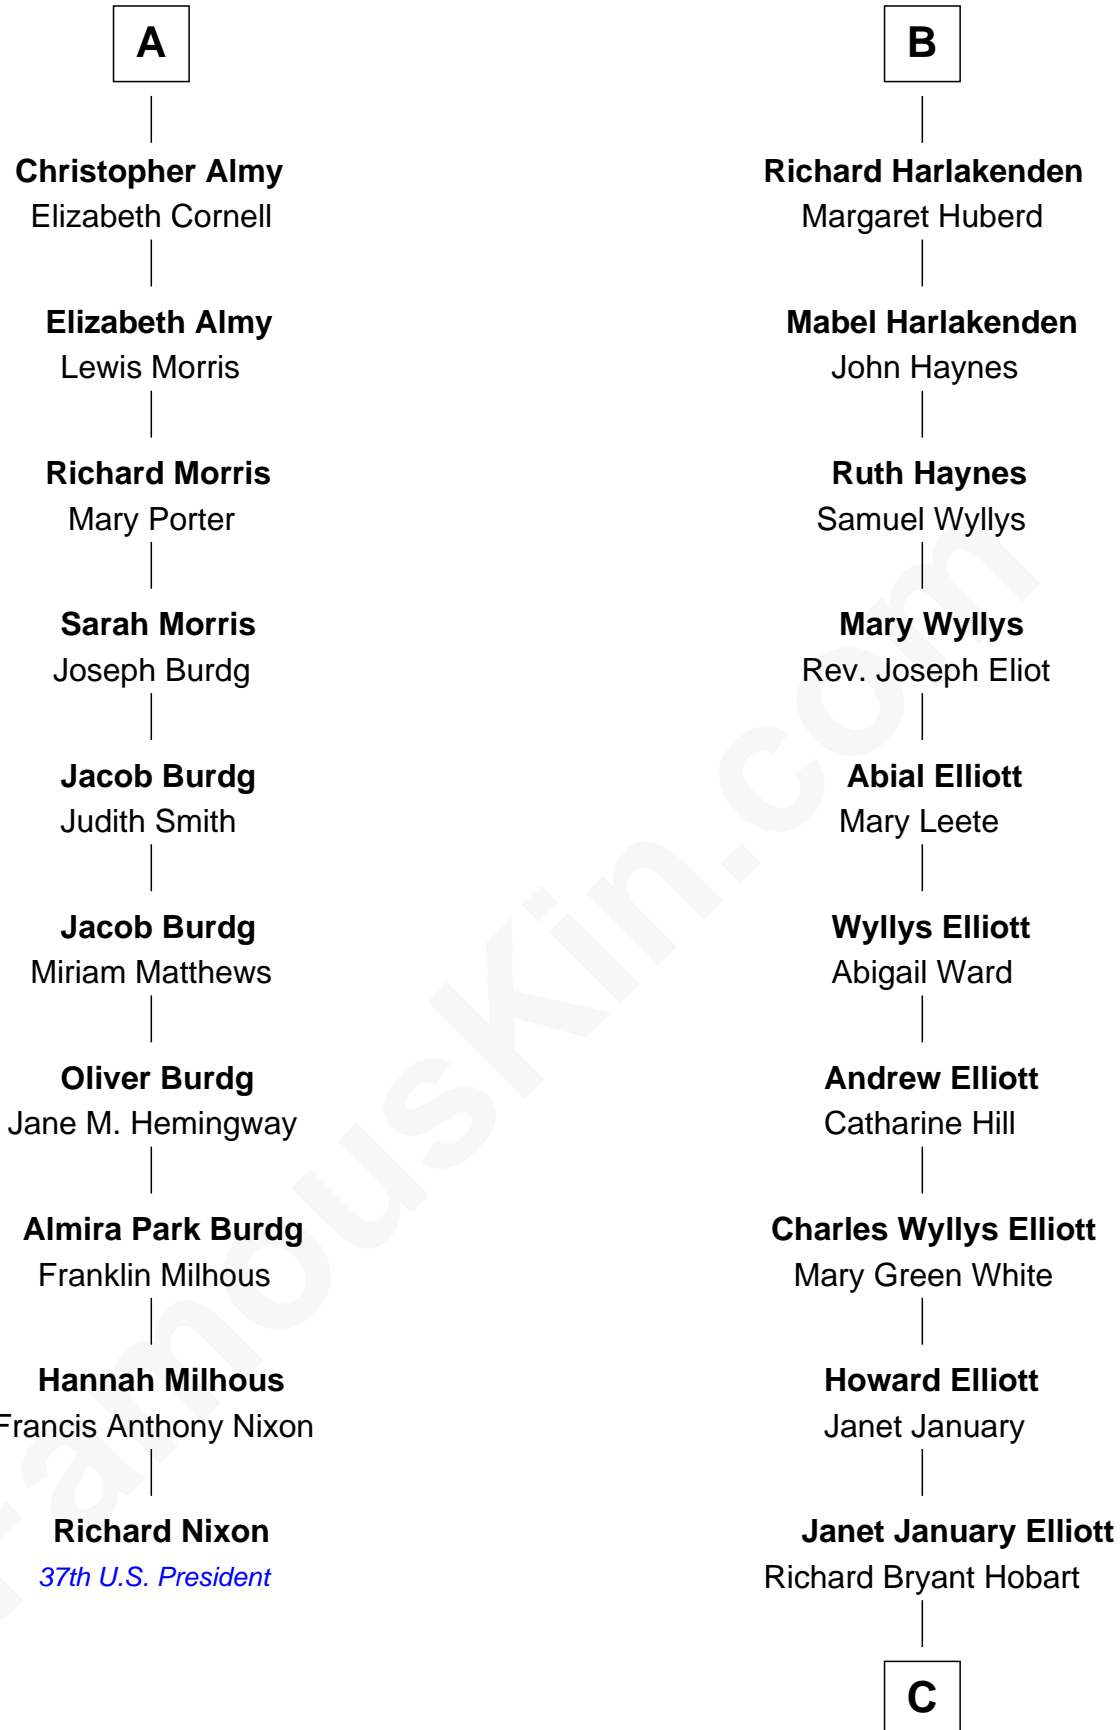 A
Christopher Almy
Elizabeth Cornell
Elizabeth Almy
Lewis Morris
Richard Morris
Mary Porter
Sarah Morris
Joseph Burdg
Jacob Burdg
Judith Smith
Jacob Burdg
Miriam Matthews
Oliver Burdg
Jane M. Hemingway
Almira Park Burdg
Franklin Milhous
Hannah Milhous
Francis Anthony Nixon
Richard Nixon
37th U.S. President
B
Richard Harlakenden
Margaret Huberd
Mabel Harlakenden
John Haynes
Ruth Haynes
Samuel Wyllys
Mary Wyllys
Rev. Joseph Eliot
Abial Elliott
Mary Leete
Wyllys Elliott
Abigail Ward
Andrew Elliott
Catharine Hill
Charles Wyllys Elliott
Mary Green White
Howard Elliott
Janet January
Janet January Elliott
Richard Bryant Hobart
C
FamousKin.com